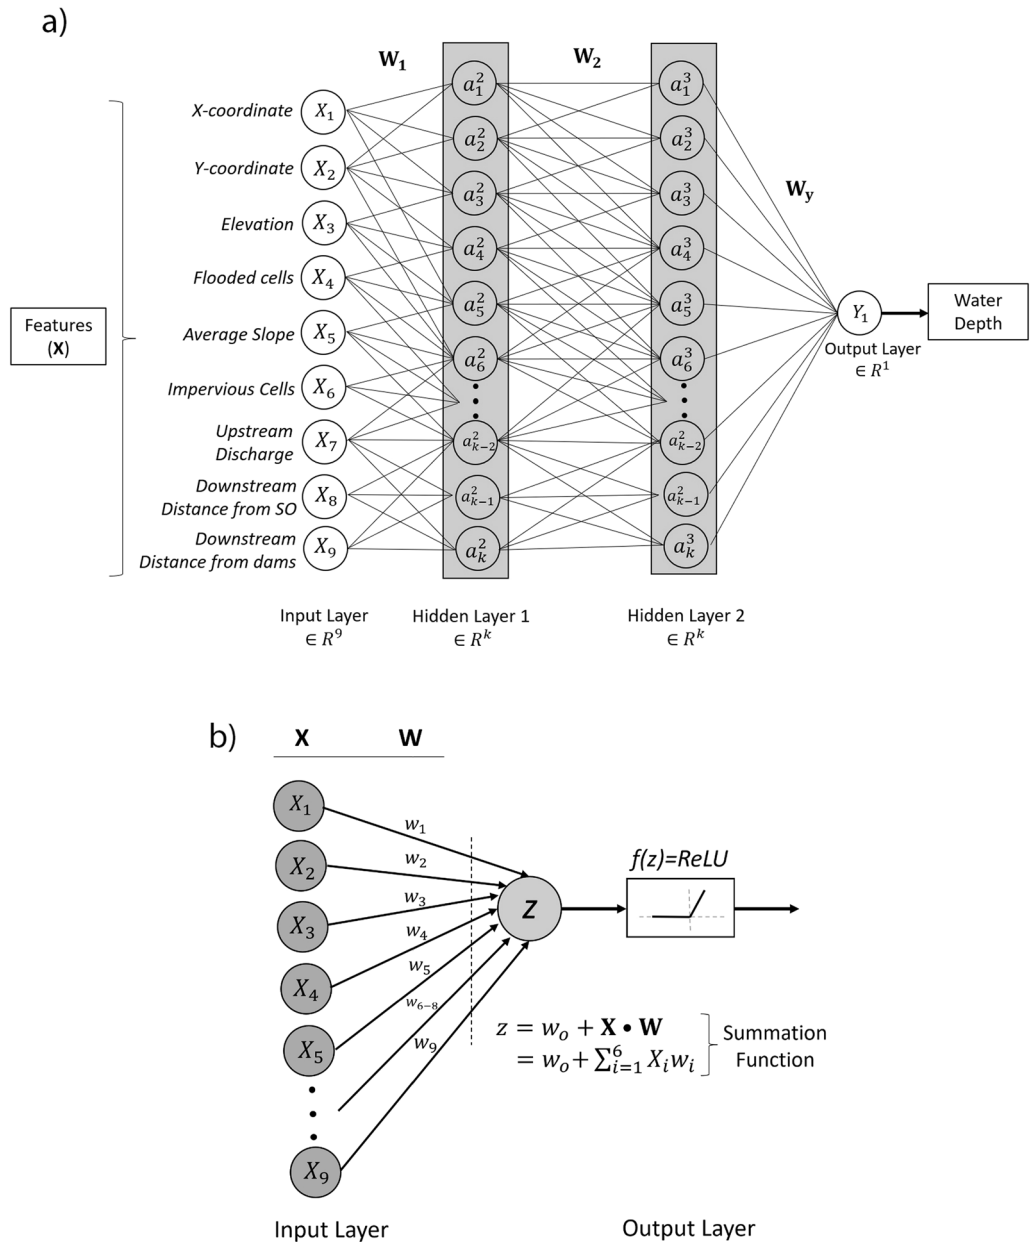 a)
W₁
W₂
W_y
Features
(X)
X-coordinate
X₁
Y-coordinate
X₂
Elevation
X₃
Flooded cells
X₄
Average Slope
X₅
Impervious Cells
X₆
Upstream
Discharge
X₇
Downstream
Distance from SO
X₈
Downstream
Distance from dams
X₉
a₁²
a₂²
a₃²
a₄²
a₅²
a₆²
a²ₖ₋₂
a²ₖ₋₁
aₖ²
a₁³
a₂³
a₃³
a₄³
a₅³
a₆³
a²ₖ₋₂
a²ₖ₋₁
aₖ³
Y₁
Output Layer
∈ R¹
Water
Depth
Input Layer
∈ R⁹
Hidden Layer 1
∈ Rᵏ
Hidden Layer 2
∈ Rᵏ
b)
X W
X₁
X₂
X₃
X₄
X₅
X₉
w₁
w₂
w₃
w₄
w₅
w₆₋₈
w₉
z
f(z)=ReLU
z = wₒ + X • W
= wₒ + ∑⁶ᵢ₌₁ Xᵢwᵢ
Summation
Function
Input Layer
Output Layer